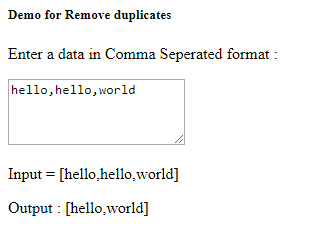 Demo for Remove duplicates
Enter a data in Comma Seperated format :
hello,hello,world
Input = [hello,hello,world]
Output : [hello,world]